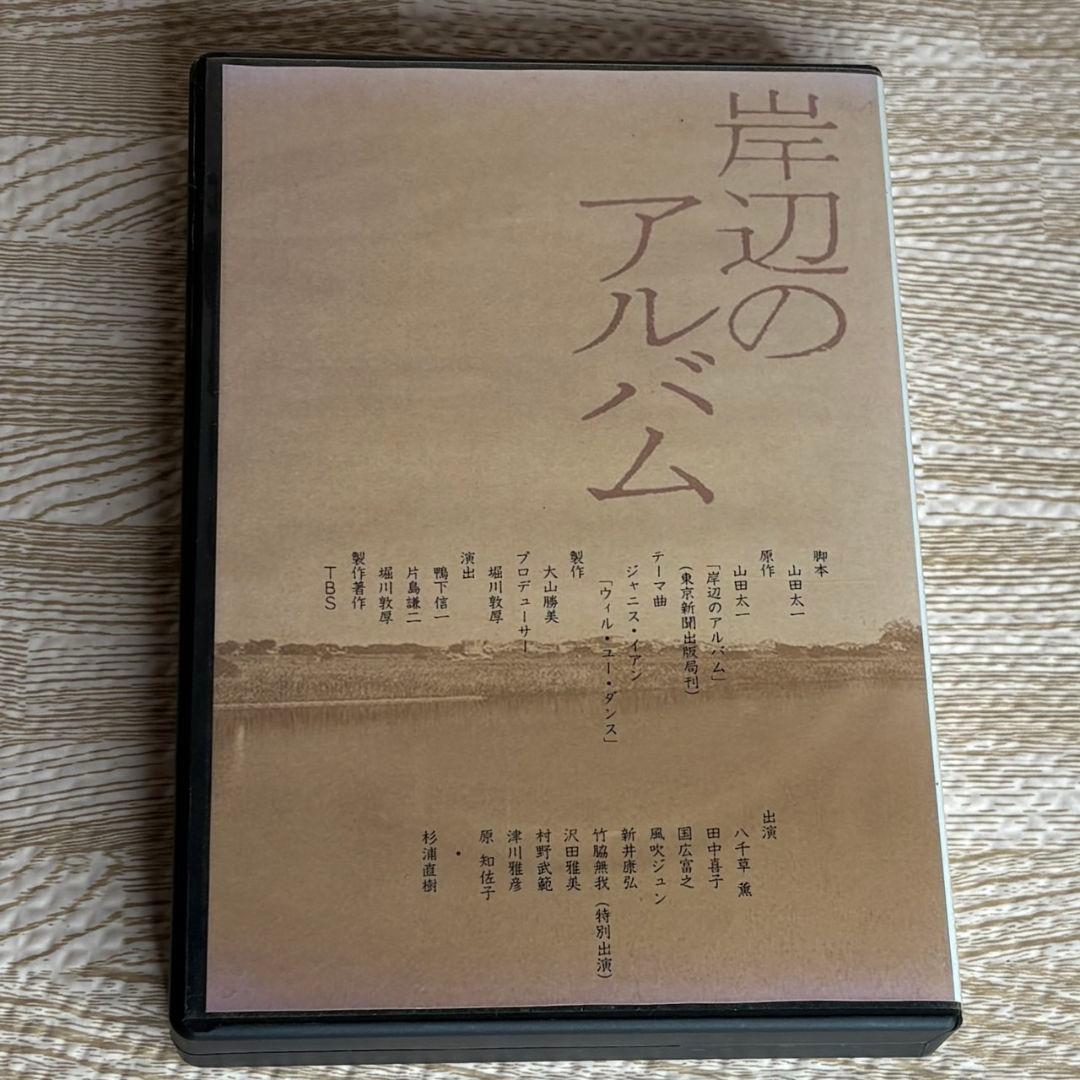 岸辺の
アルバム
脚本
山田太一
原作
山田太一
「岸辺のアルバム」
(東京新聞出版局刊)
テーマ曲
ジャニス・イアン
「ウィル・ユー・ダンス」
製作
大山勝美
プロデューサー
堀川敦厚
演出
鴨下信一
片島謙二
堀川敦厚
製作著作
TBS
出演
八千草 薫
田中喜子
国広富之
風吹ジュン
新井康弘
竹脇無我(特別出演)
沢田雅美
村野武範
津川雅彦
原 知佐子
・
杉浦直樹